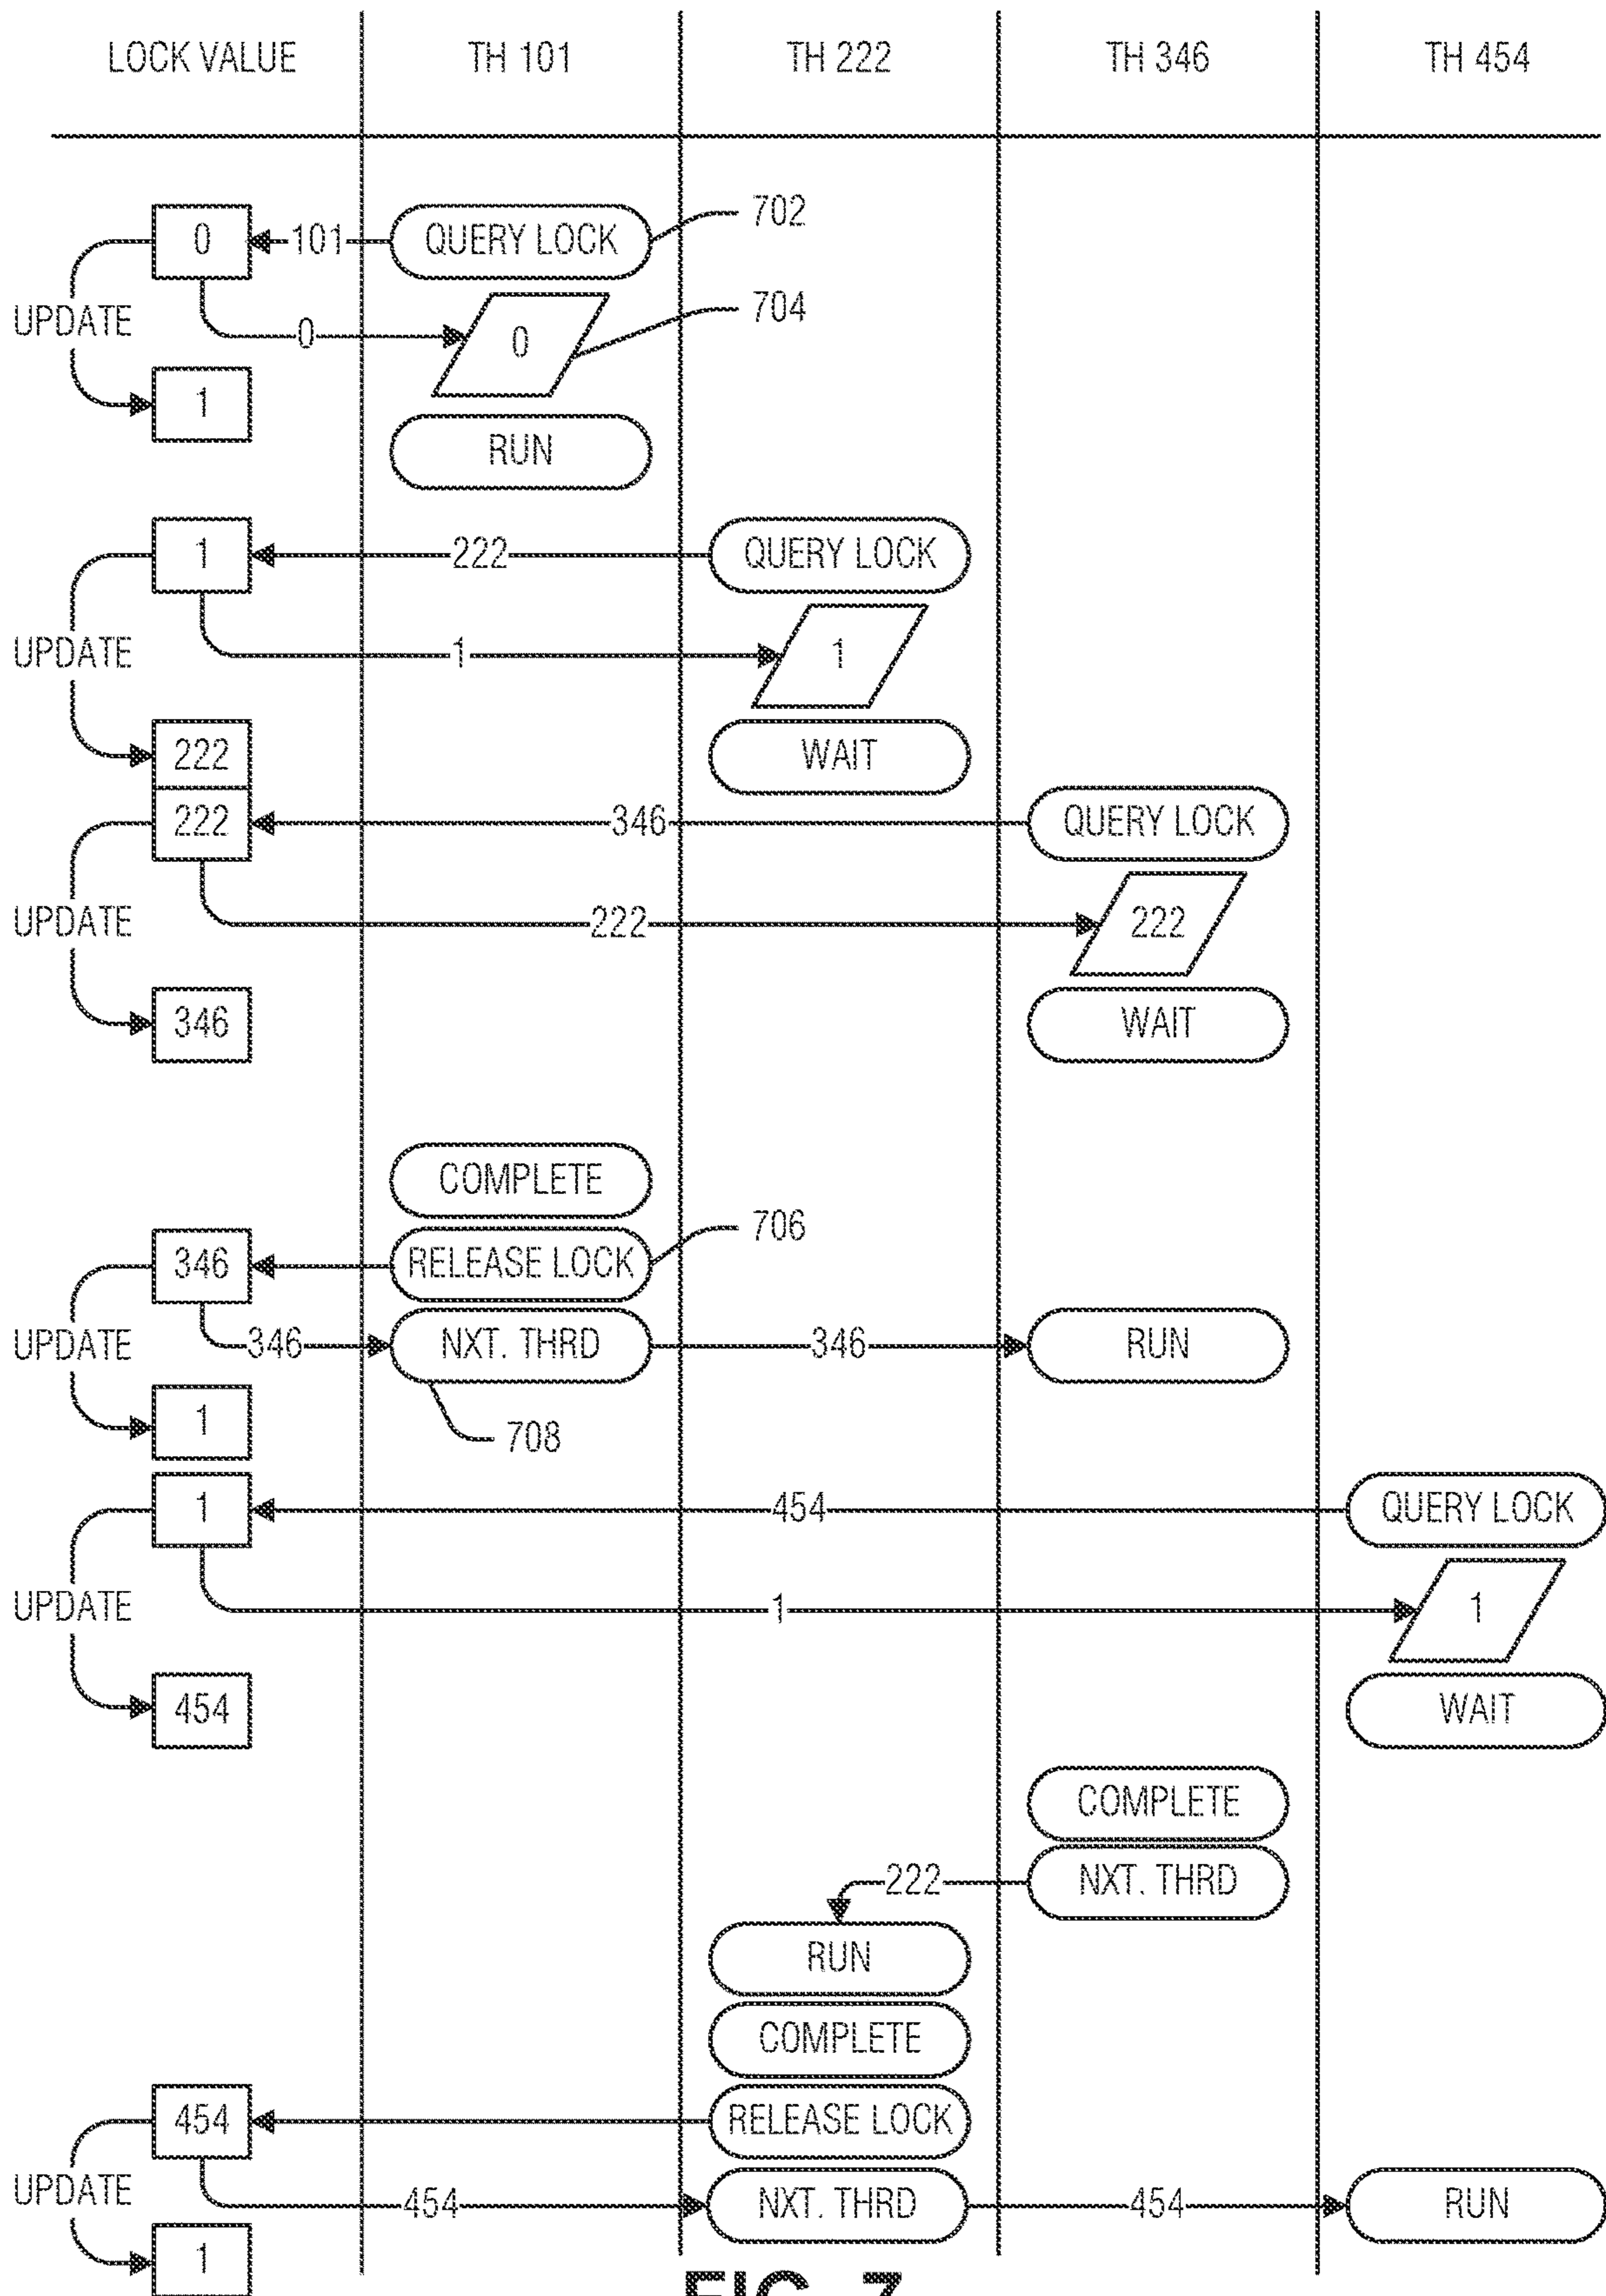 LOCK VALUE TH 101 TH 222 TH 346 TH 454
702
0 101 QUERY LOCK
704
UPDATE 0 0
1
RUN
1 222 QUERY LOCK
UPDATE 1 1
222 WAIT
222 346 QUERY LOCK
UPDATE 222 222
346 WAIT
COMPLETE
706
346 RELEASE LOCK
UPDATE 346 NXT. THRD 346 RUN
1
708
1 454 QUERY LOCK
UPDATE 1 1
454 WAIT
COMPLETE
222 NXT. THRD
RUN
COMPLETE
454 RELEASE LOCK
UPDATE 454 NXT. THRD 454 RUN
1
FIG. 7